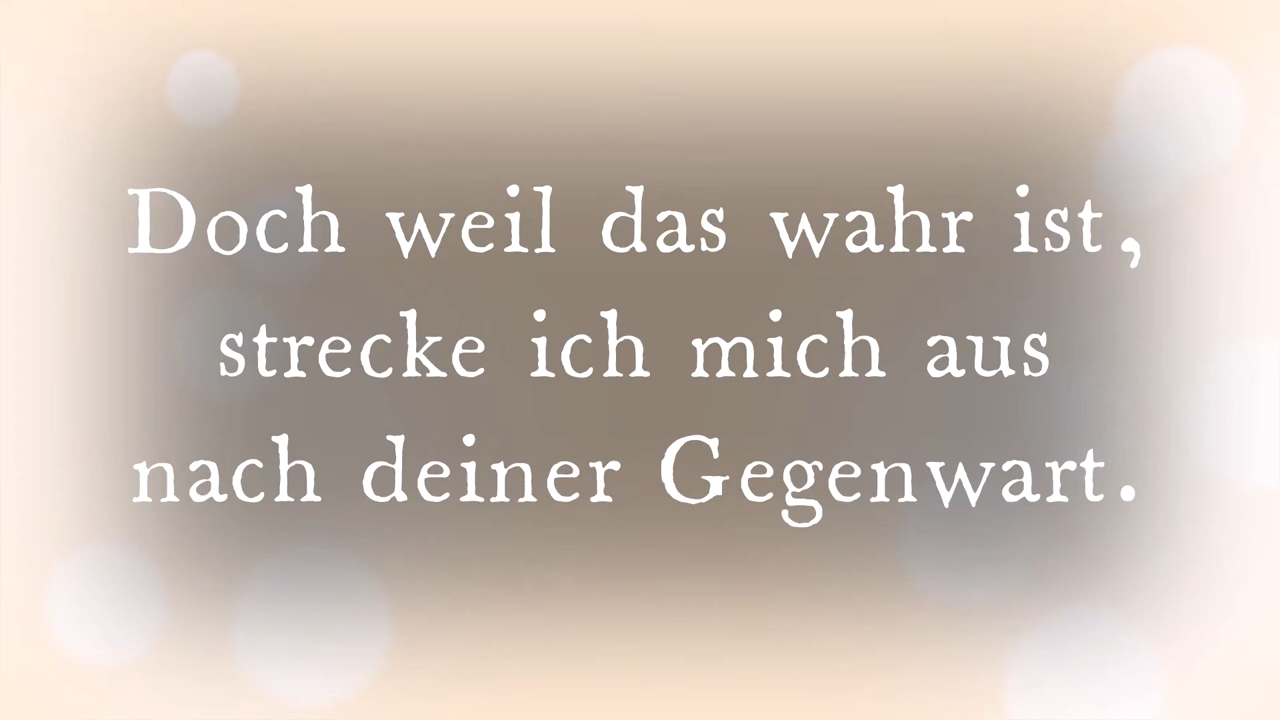 Doch weil das wahr ist,
strecke ich mich aus
nach deiner Gegenwart.